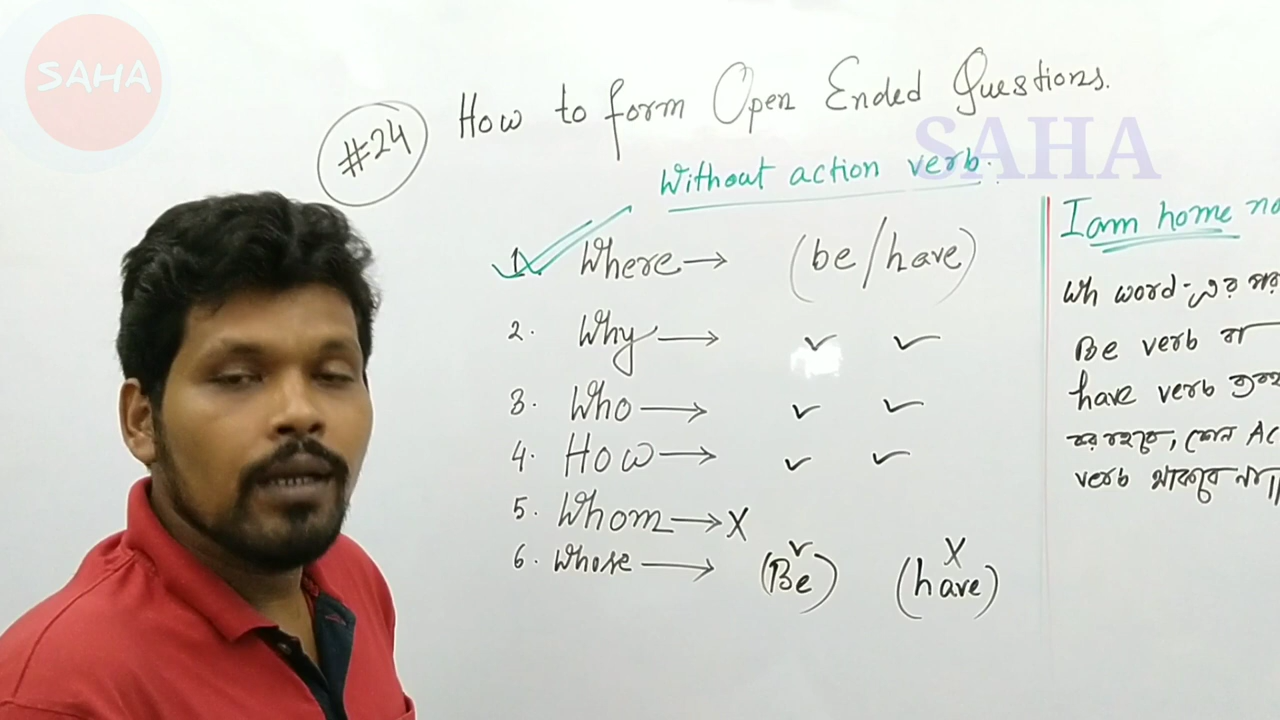 SAHA
#24
How to form Open Ended Questions.
SAHA
Without action verb.
1. Where → (be/have)
2. Why → ✓ ✓
3. Who → ✓ ✓
4. How → ✓ ✓
5. Whom → X
6. Whose → (Be) ✓ (have) X
I am home
Wh word-এর পর
Be verb বা
have verb
verb থাকবে না॥